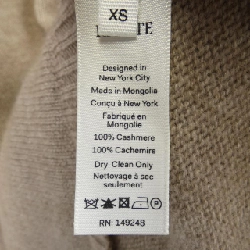 XS
Designed in
New York City
Made in Mongolia
Conçu à New York
Fabriqué en
Mongolie
100% Cashmere
100% Cachemire
Dry Clean Only
Nettoyage à sec
seulement
RN: 149248